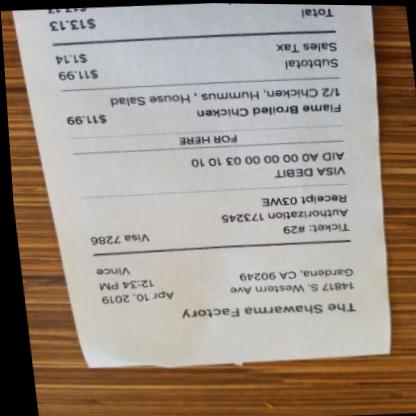 The Shawarma Factory
14817 S. Western Ave
Gardena, CA 90249
Apr 10, 2019
12:34 PM
Vince
Ticket: #29
Visa 7286
Authorization 173245
Receipt 03WE
VISA DEBIT
AID A0 00 00 00 03 10 10
FOR HERE
Flame Broiled Chicken $11.99
1/2 Chicken, Hummus , House Salad
Subtotal $11.99
Sales Tax $1.14
Total $13.13